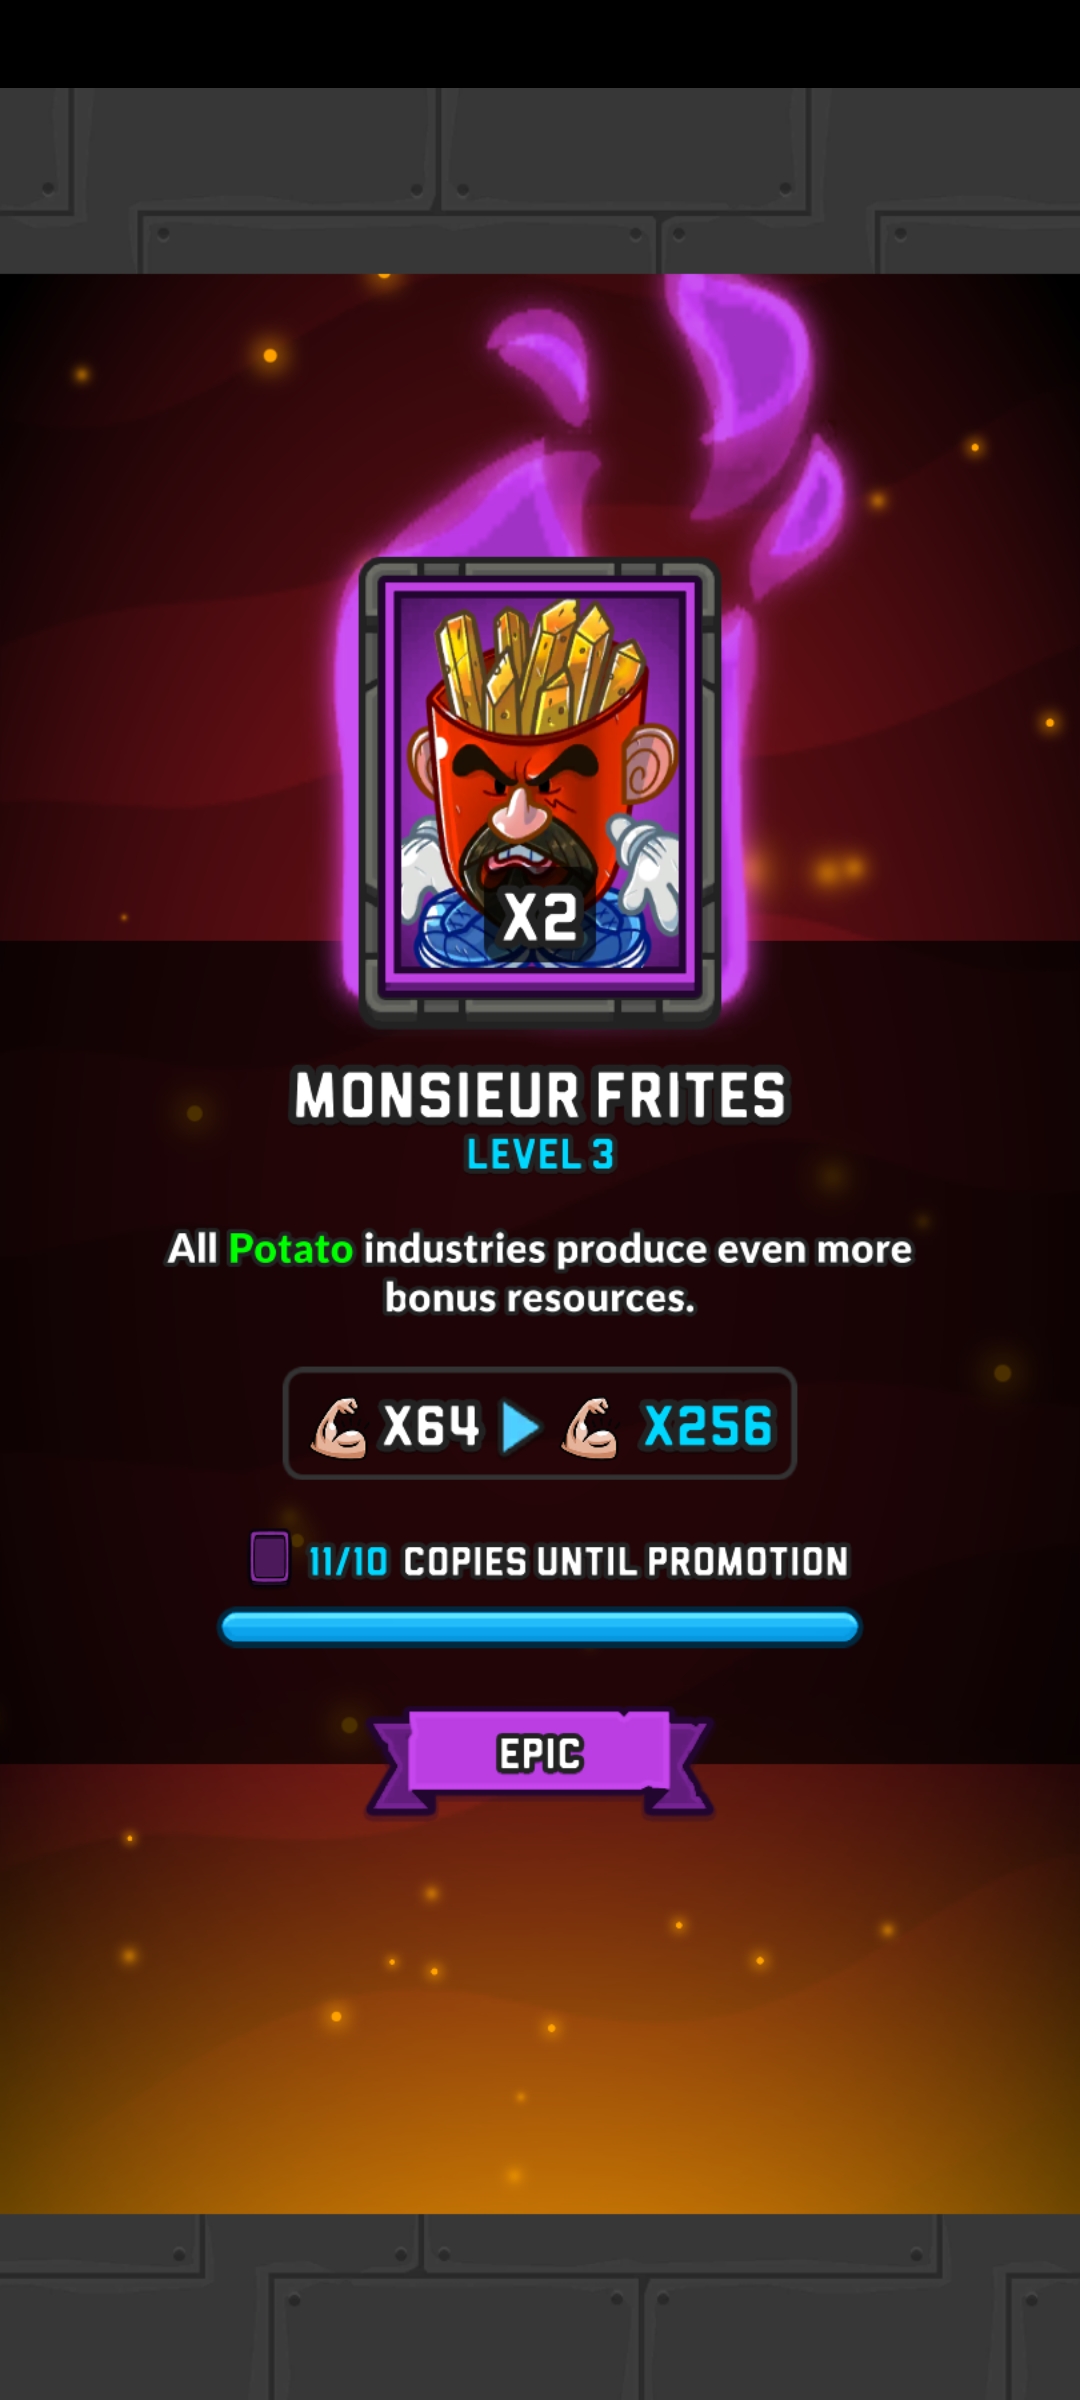 X2
MONSIEUR FRITES
LEVEL 3
All Potato industries produce even more
bonus resources.
X64 X256
11/10 COPIES UNTIL PROMOTION
EPIC